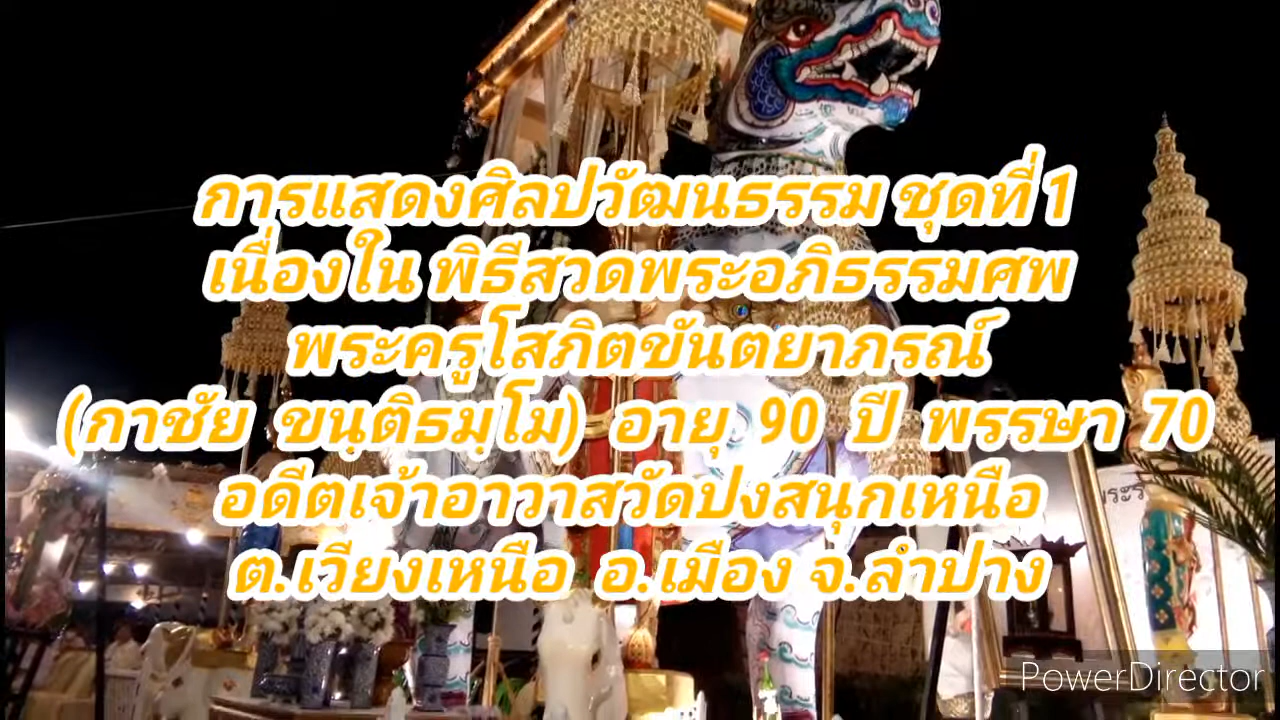 การแสดงศิลปวัฒนธรรม ชุดที่ 1
เนื่องใน พิธีสวดพระอภิธรรมศพ
พระครูโสภิตขันตยาภรณ์
(กาชัย ขนฺติธมฺโม) อายุ 90 ปี พรรษา 70
อดีตเจ้าอาวาสวัดปงสนุกเหนือ
ต.เวียงเหนือ อ.เมือง จ.ลำปาง
PowerDirector